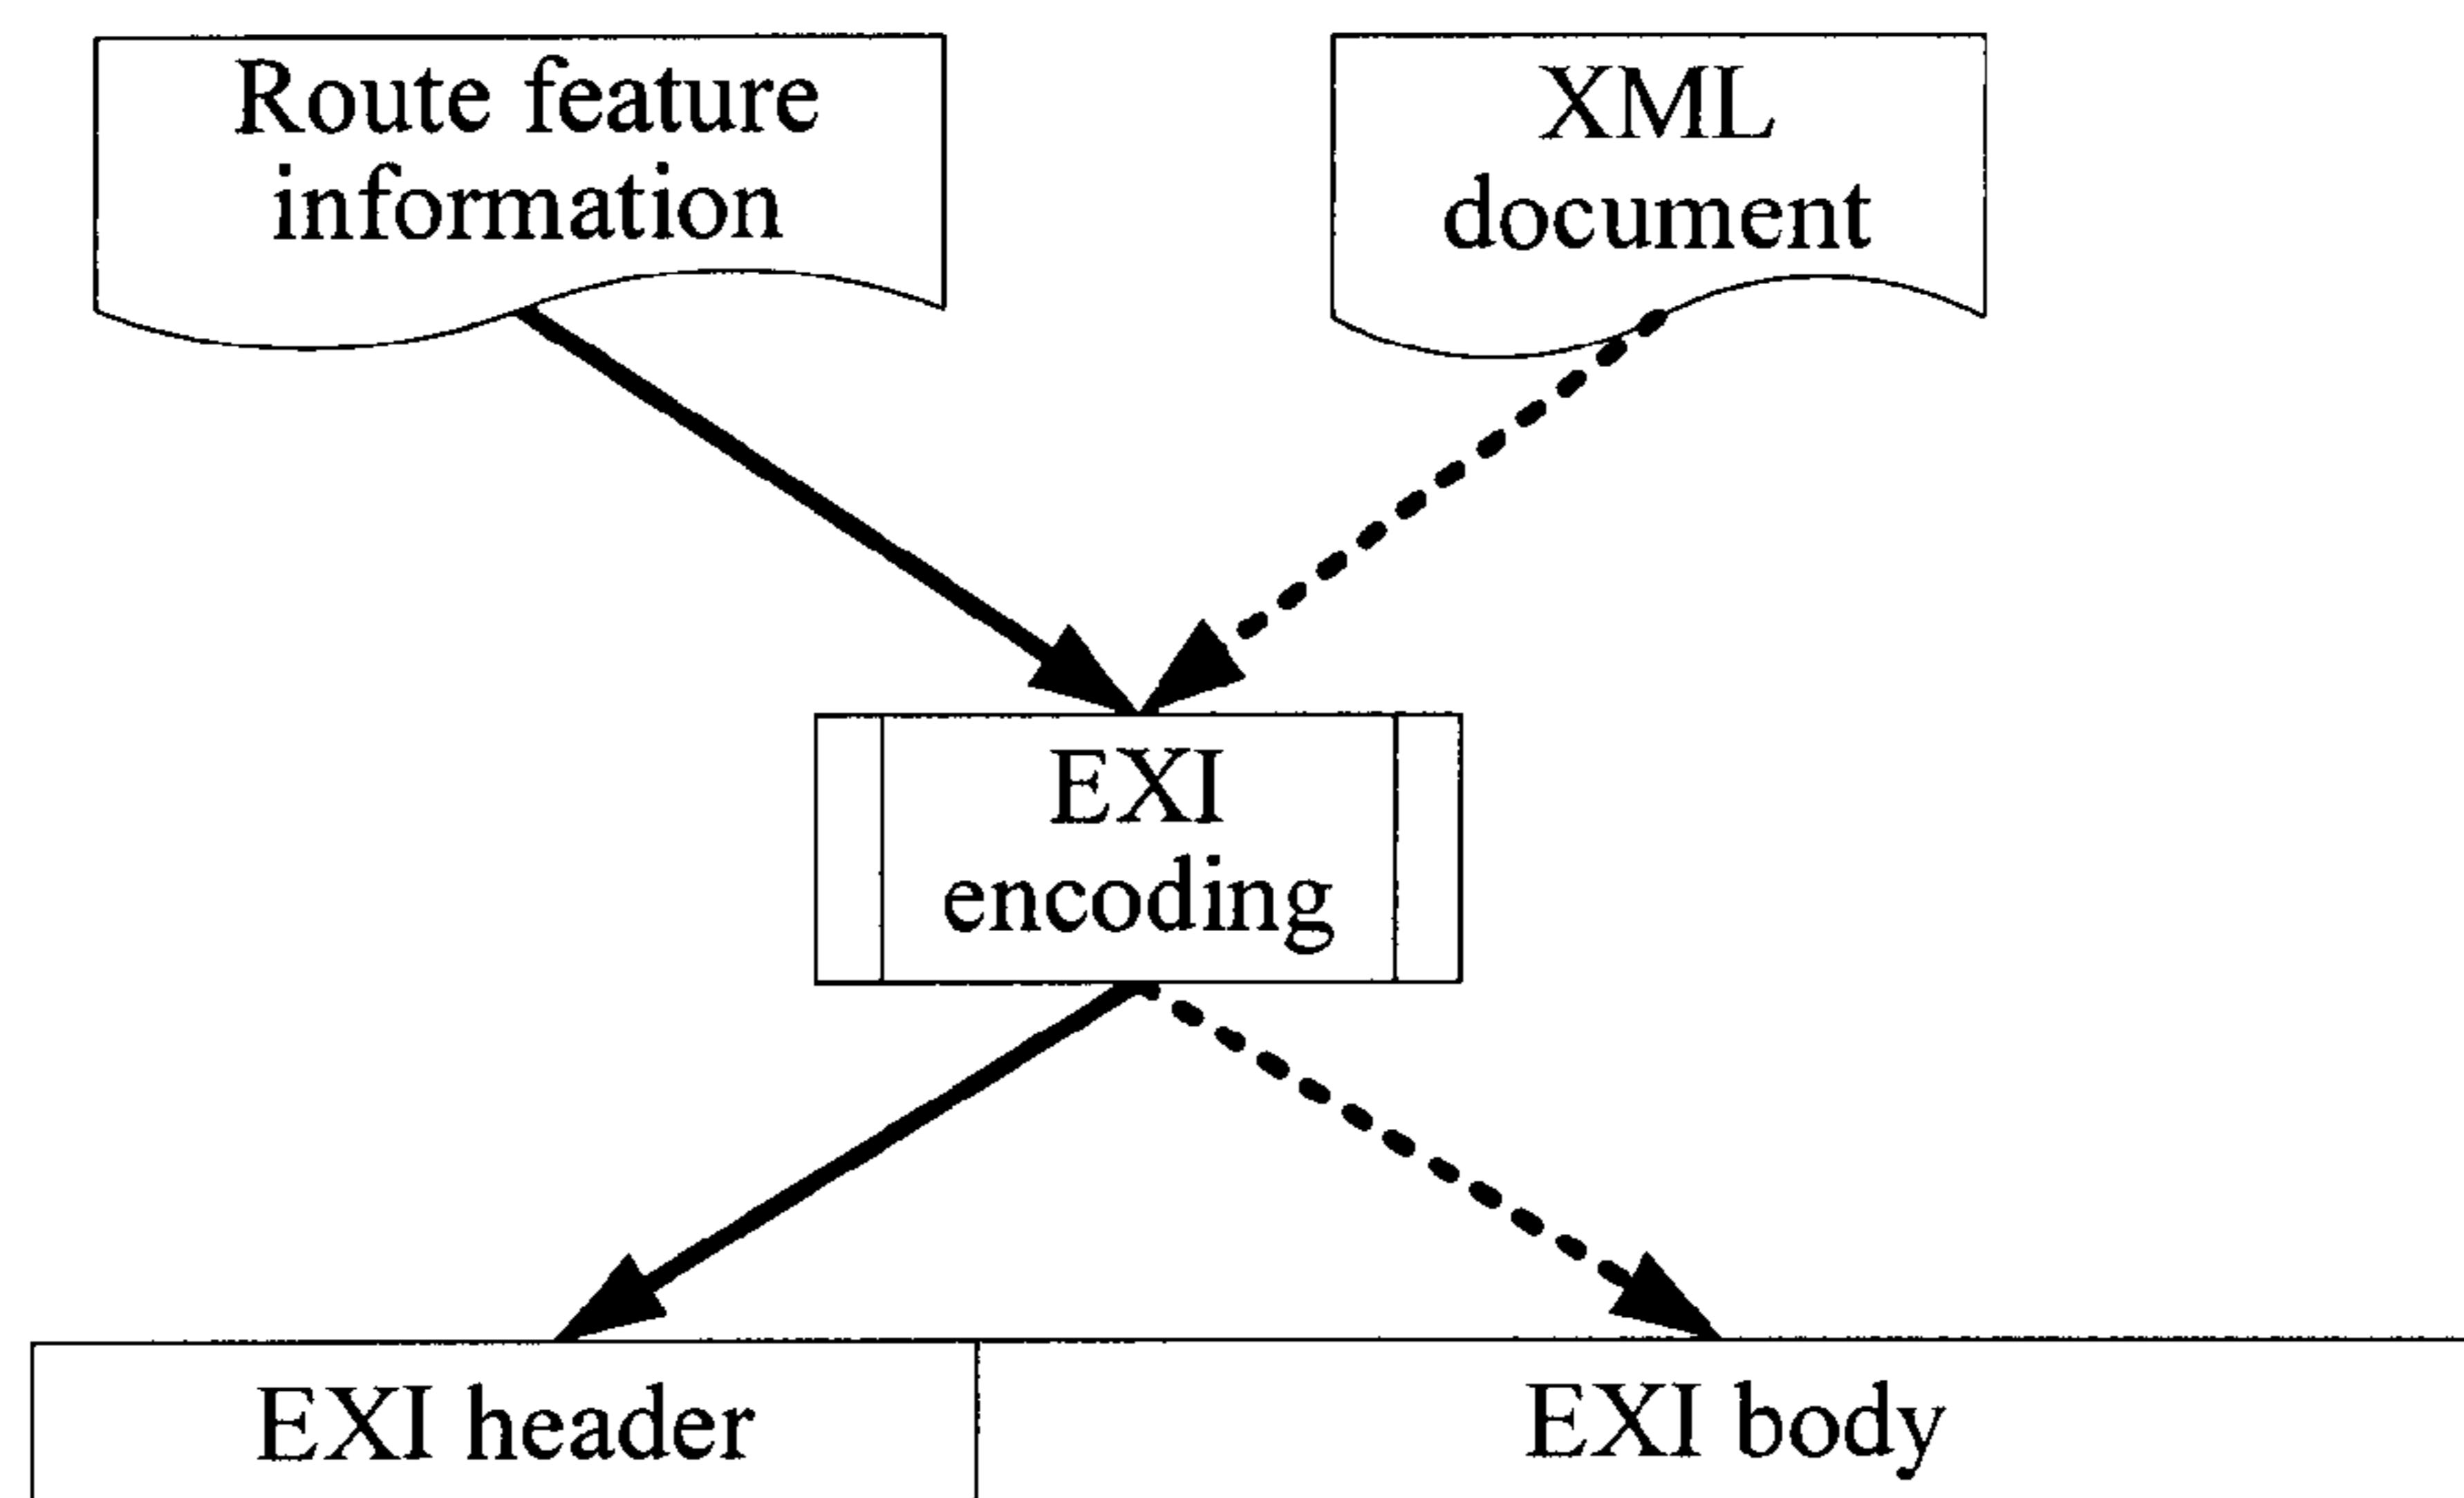 Route feature
information
XML
document
EXI
encoding
EXI header
EXI body